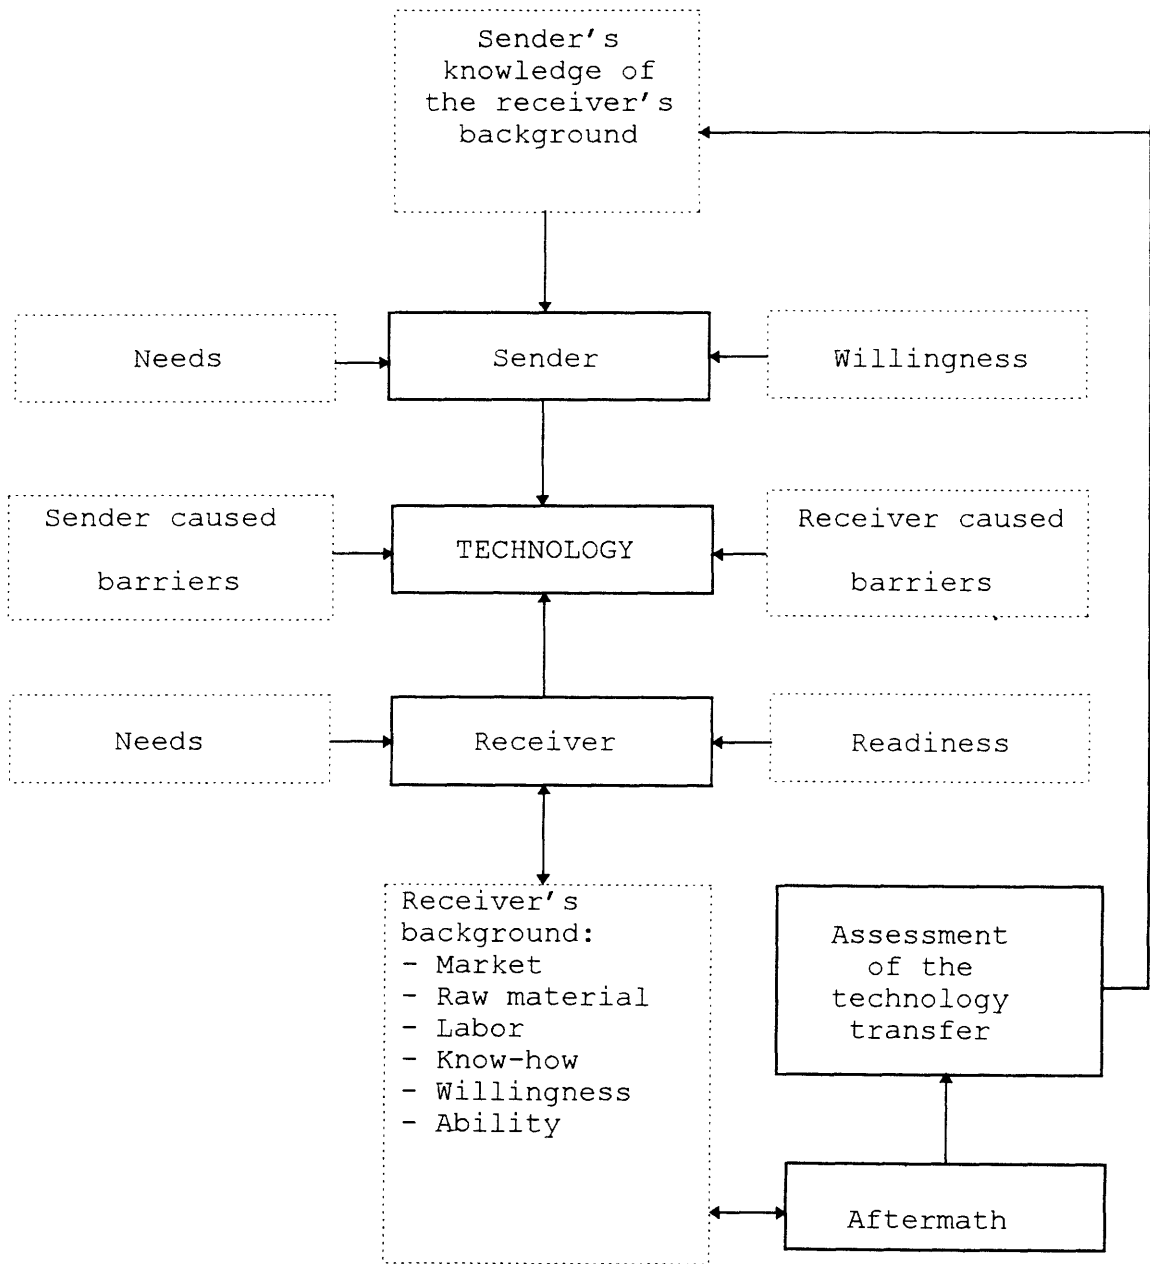 Sender's
knowledge of
the receiver's
background
Needs
Sender
Willingness
Sender caused
barriers
TECHNOLOGY
Receiver caused
barriers
Needs
Receiver
Readiness
Receiver's
background:
- Market
- Raw material
- Labor
- Know-how
- Willingness
- Ability
Assessment
of the
technology
transfer
Aftermath